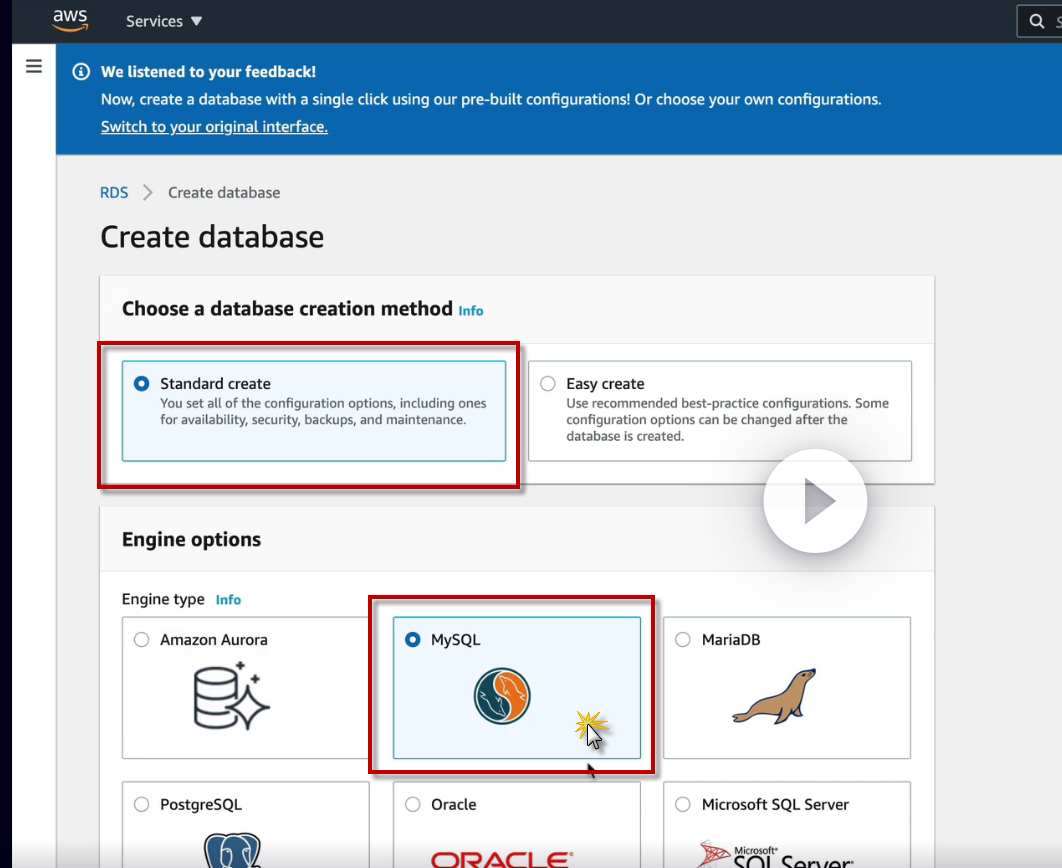 aws
Services
We listened to your feedback!
Now, create a database with a single click using our pre-built configurations! Or choose your own configurations.
Switch to your original interface.
RDS
Create database
Create database
Choose a database creation method Info
Standard create
You set all of the configuration options, including ones
for availability, security, backups, and maintenance.
Easy create
Use recommended best-practice configurations. Some
configuration options can be changed after the
database is created.
Engine options
Engine type Info
Amazon Aurora
MySQL
MariaDB
PostgreSQL
Oracle
Microsoft SQL Server
ORACLE
Microsoft
SQL Server